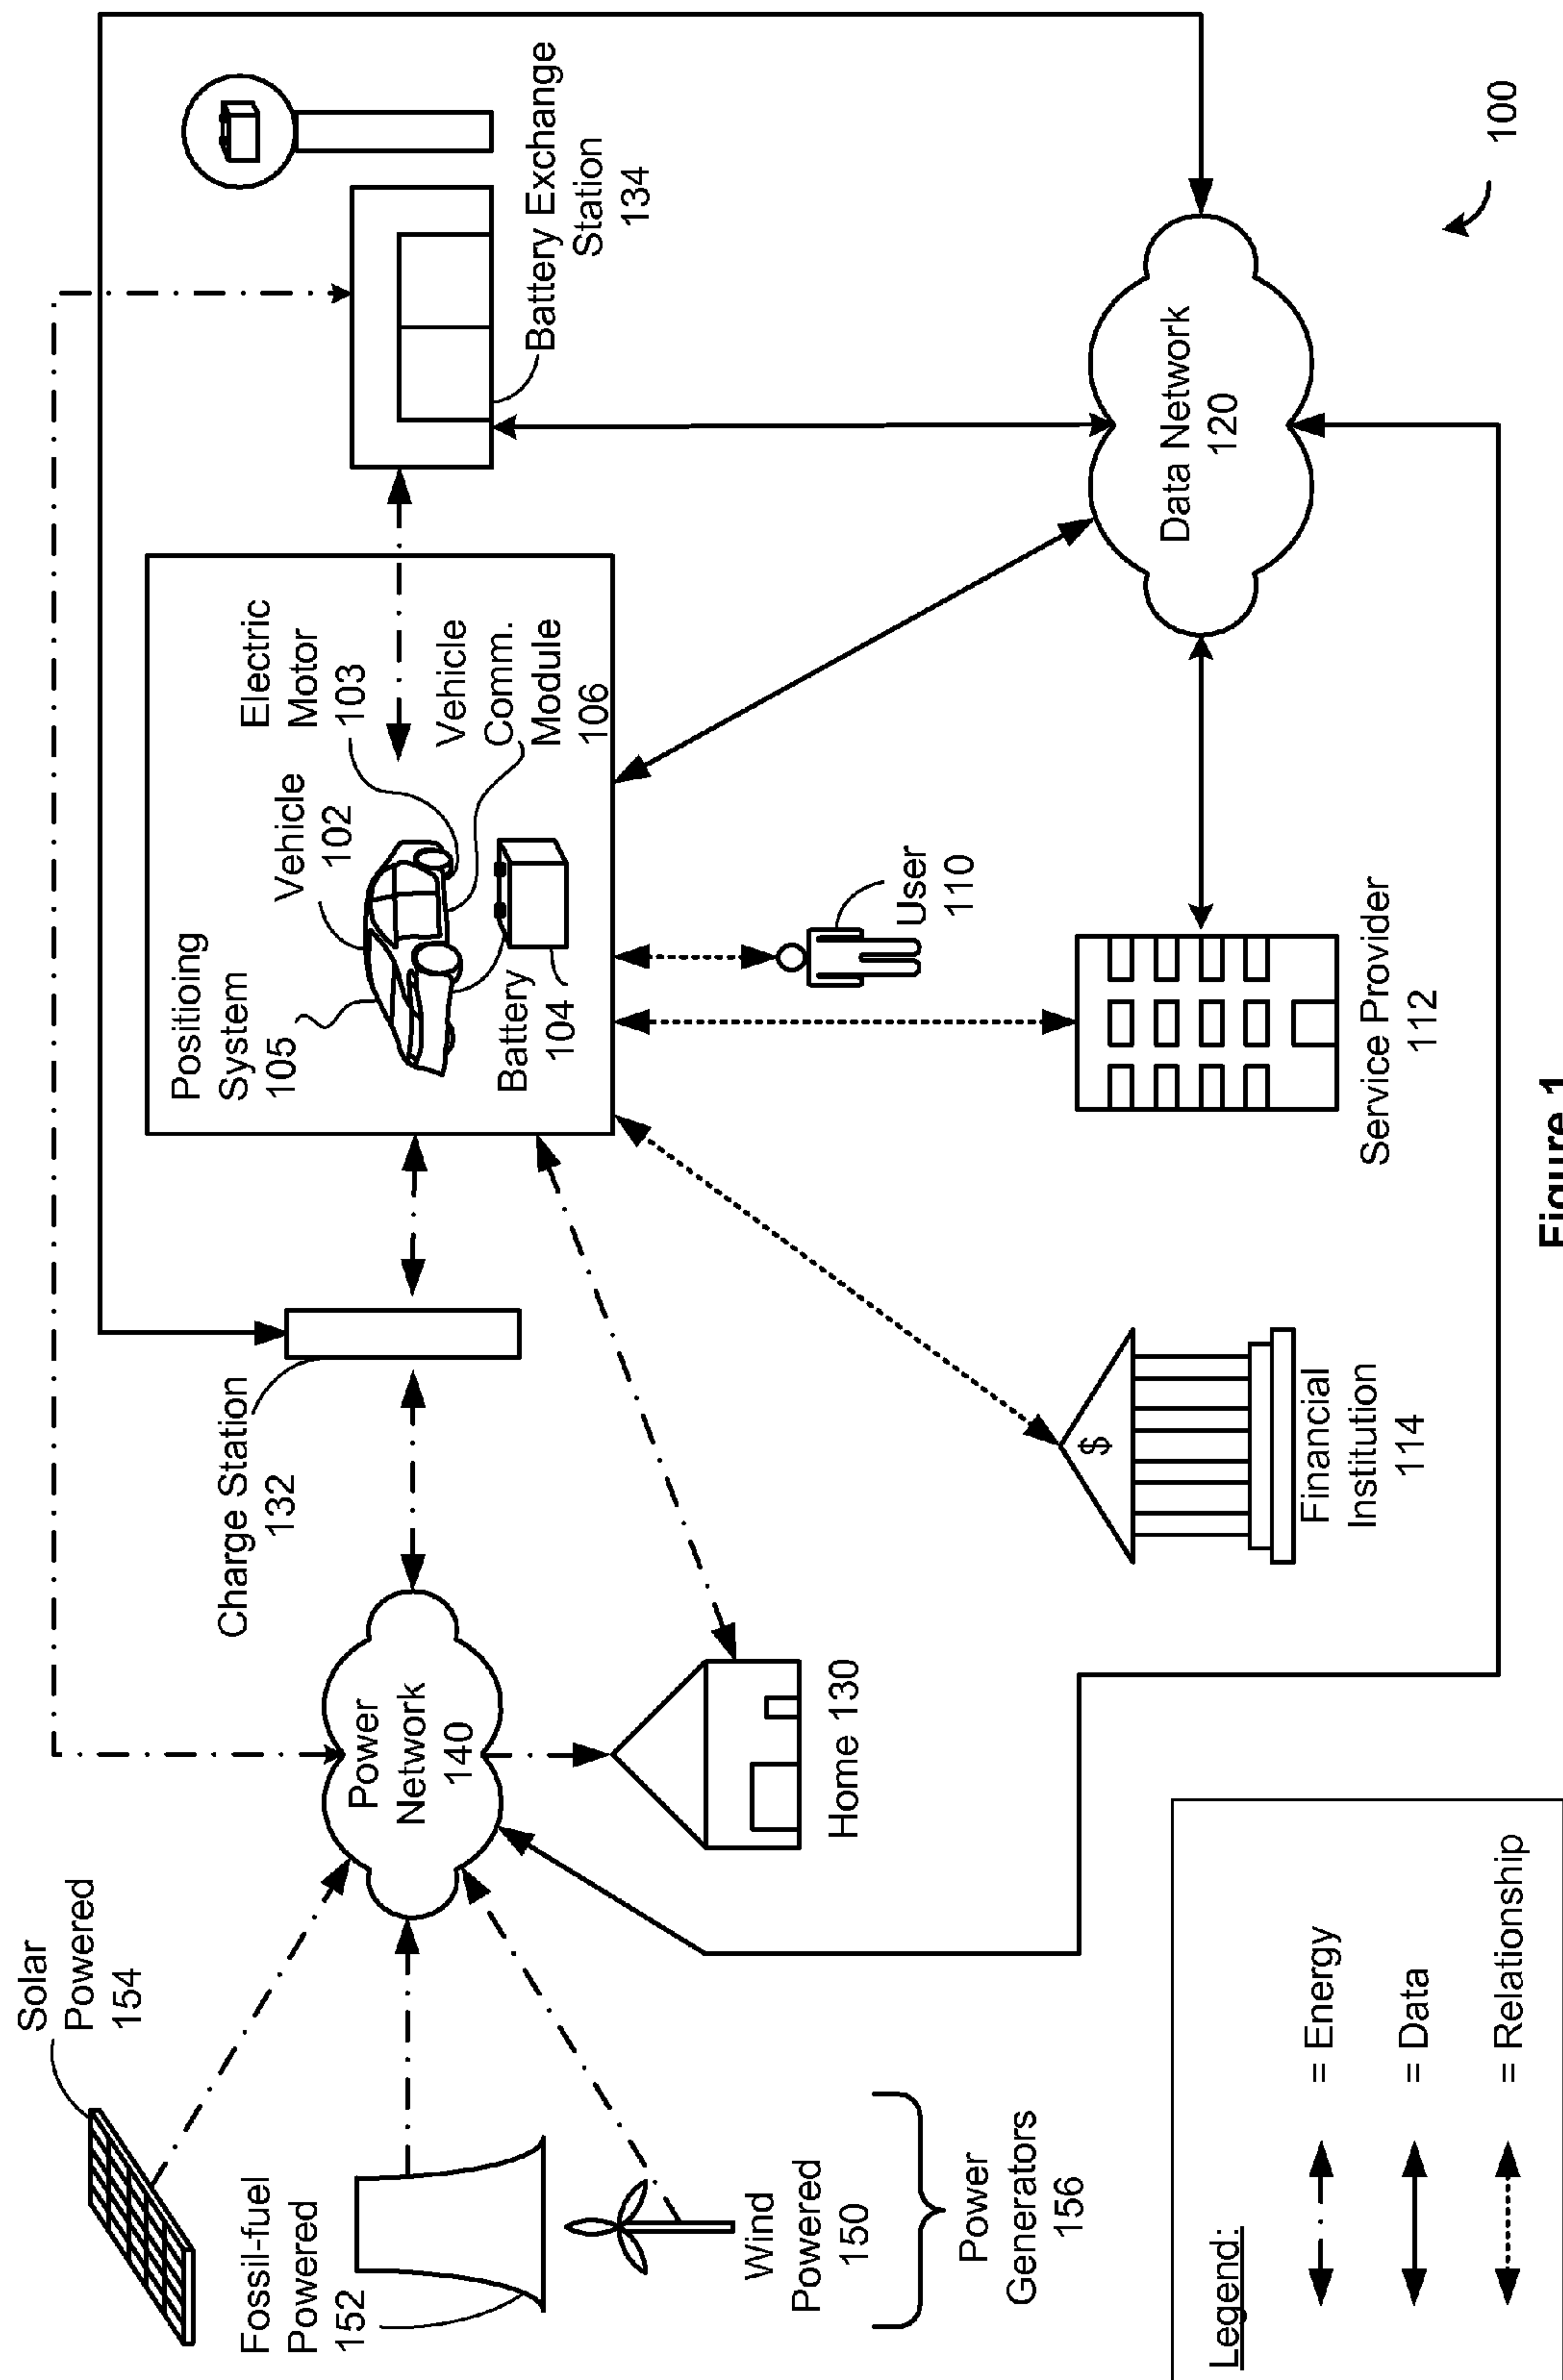 Solar
Powered
154
Fossil-fuel
Powered
152
Wind
Powered
150
Power
Generators
156
Power
Network
140
Home 130
Charge Station
132
Positioing
System
105
Vehicle
102
Electric
Motor
103
Vehicle
Comm.
Module
106
Battery
104
Battery Exchange
Station
134
User
110
Service Provider
112
$
Financial
Institution
114
Data Network
120
100
Legend:
= Energy
= Data
= Relationship
Figure 1